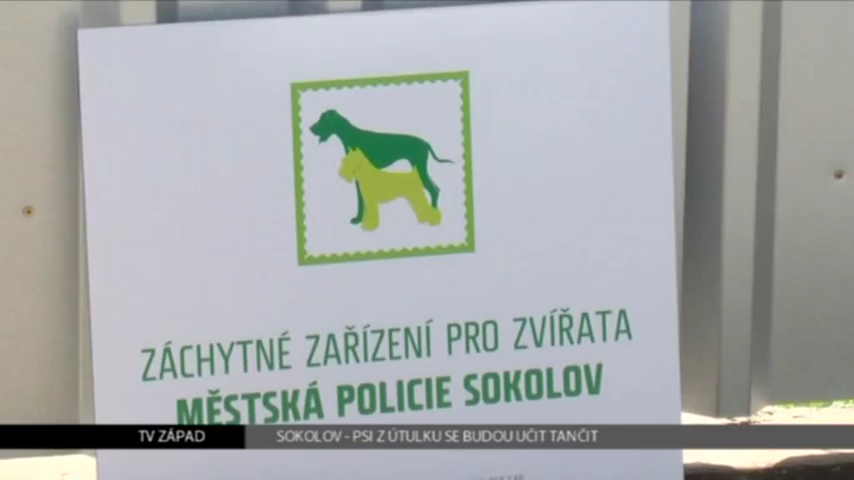 ZÁCHYTNÉ ZAŘÍZENÍ PRO ZVÍŘATA
MĚSTSKÁ POLICIE SOKOLOV
TV ZÁPAD
SOKOLOV - PSI Z ÚTULKU SE BUDOU UČIT TANČIT